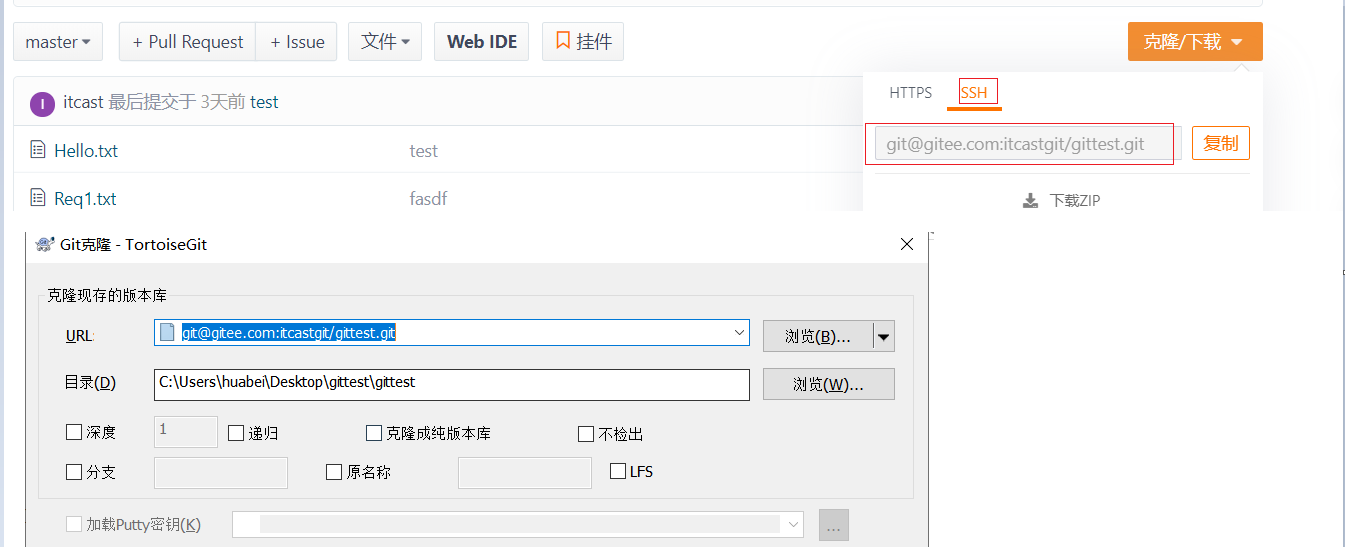 master + Pull Request + Issue 文件 Web IDE 挂件 克隆/下载
I itcast 最后提交于 3天前 test
HTTPS SSH
Hello.txt test
git@gitee.com:itcastgit/gittest.git 复制
Req1.txt fasdf
下载ZIP
Git克隆 - TortoiseGit
克隆现存的版本库
URL: git@gitee.com:itcastgit/gittest.git 浏览(B)...
目录(D) C:\Users\huabei\Desktop\gittest\gittest 浏览(W)...
深度 1 递归 克隆成纯版本库 不检出
分支 原名称 LFS
加载Putty密钥(K) ...